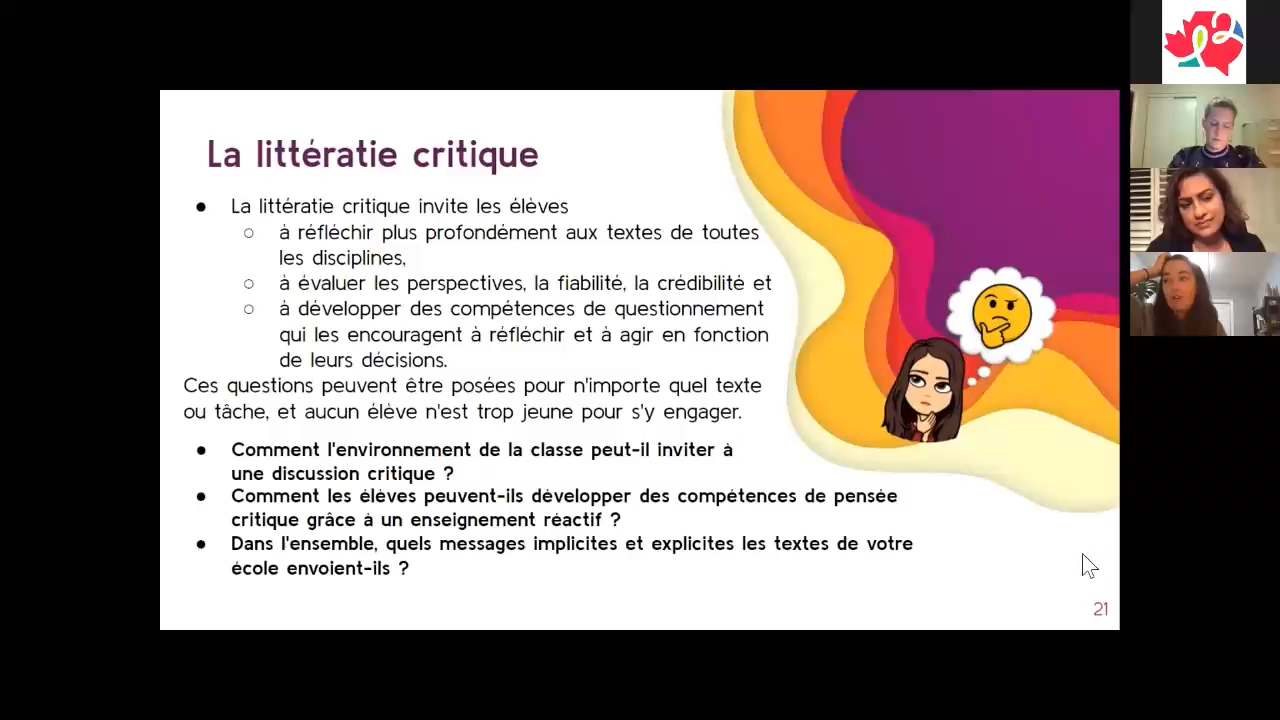 La littératie critique
● La littératie critique invite les élèves
○ à réfléchir plus profondément aux textes de toutes
les disciplines,
○ à évaluer les perspectives, la fiabilité, la crédibilité et
○ à développer des compétences de questionnement
qui les encouragent à réfléchir et à agir en fonction
de leurs décisions.
Ces questions peuvent être posées pour n'importe quel texte
ou tâche, et aucun élève n'est trop jeune pour s'y engager.
● Comment l'environnement de la classe peut-il inviter à
une discussion critique ?
● Comment les élèves peuvent-ils développer des compétences de pensée
critique grâce à un enseignement réactif ?
● Dans l'ensemble, quels messages implicites et explicites les textes de votre
école envoient-ils ?
21